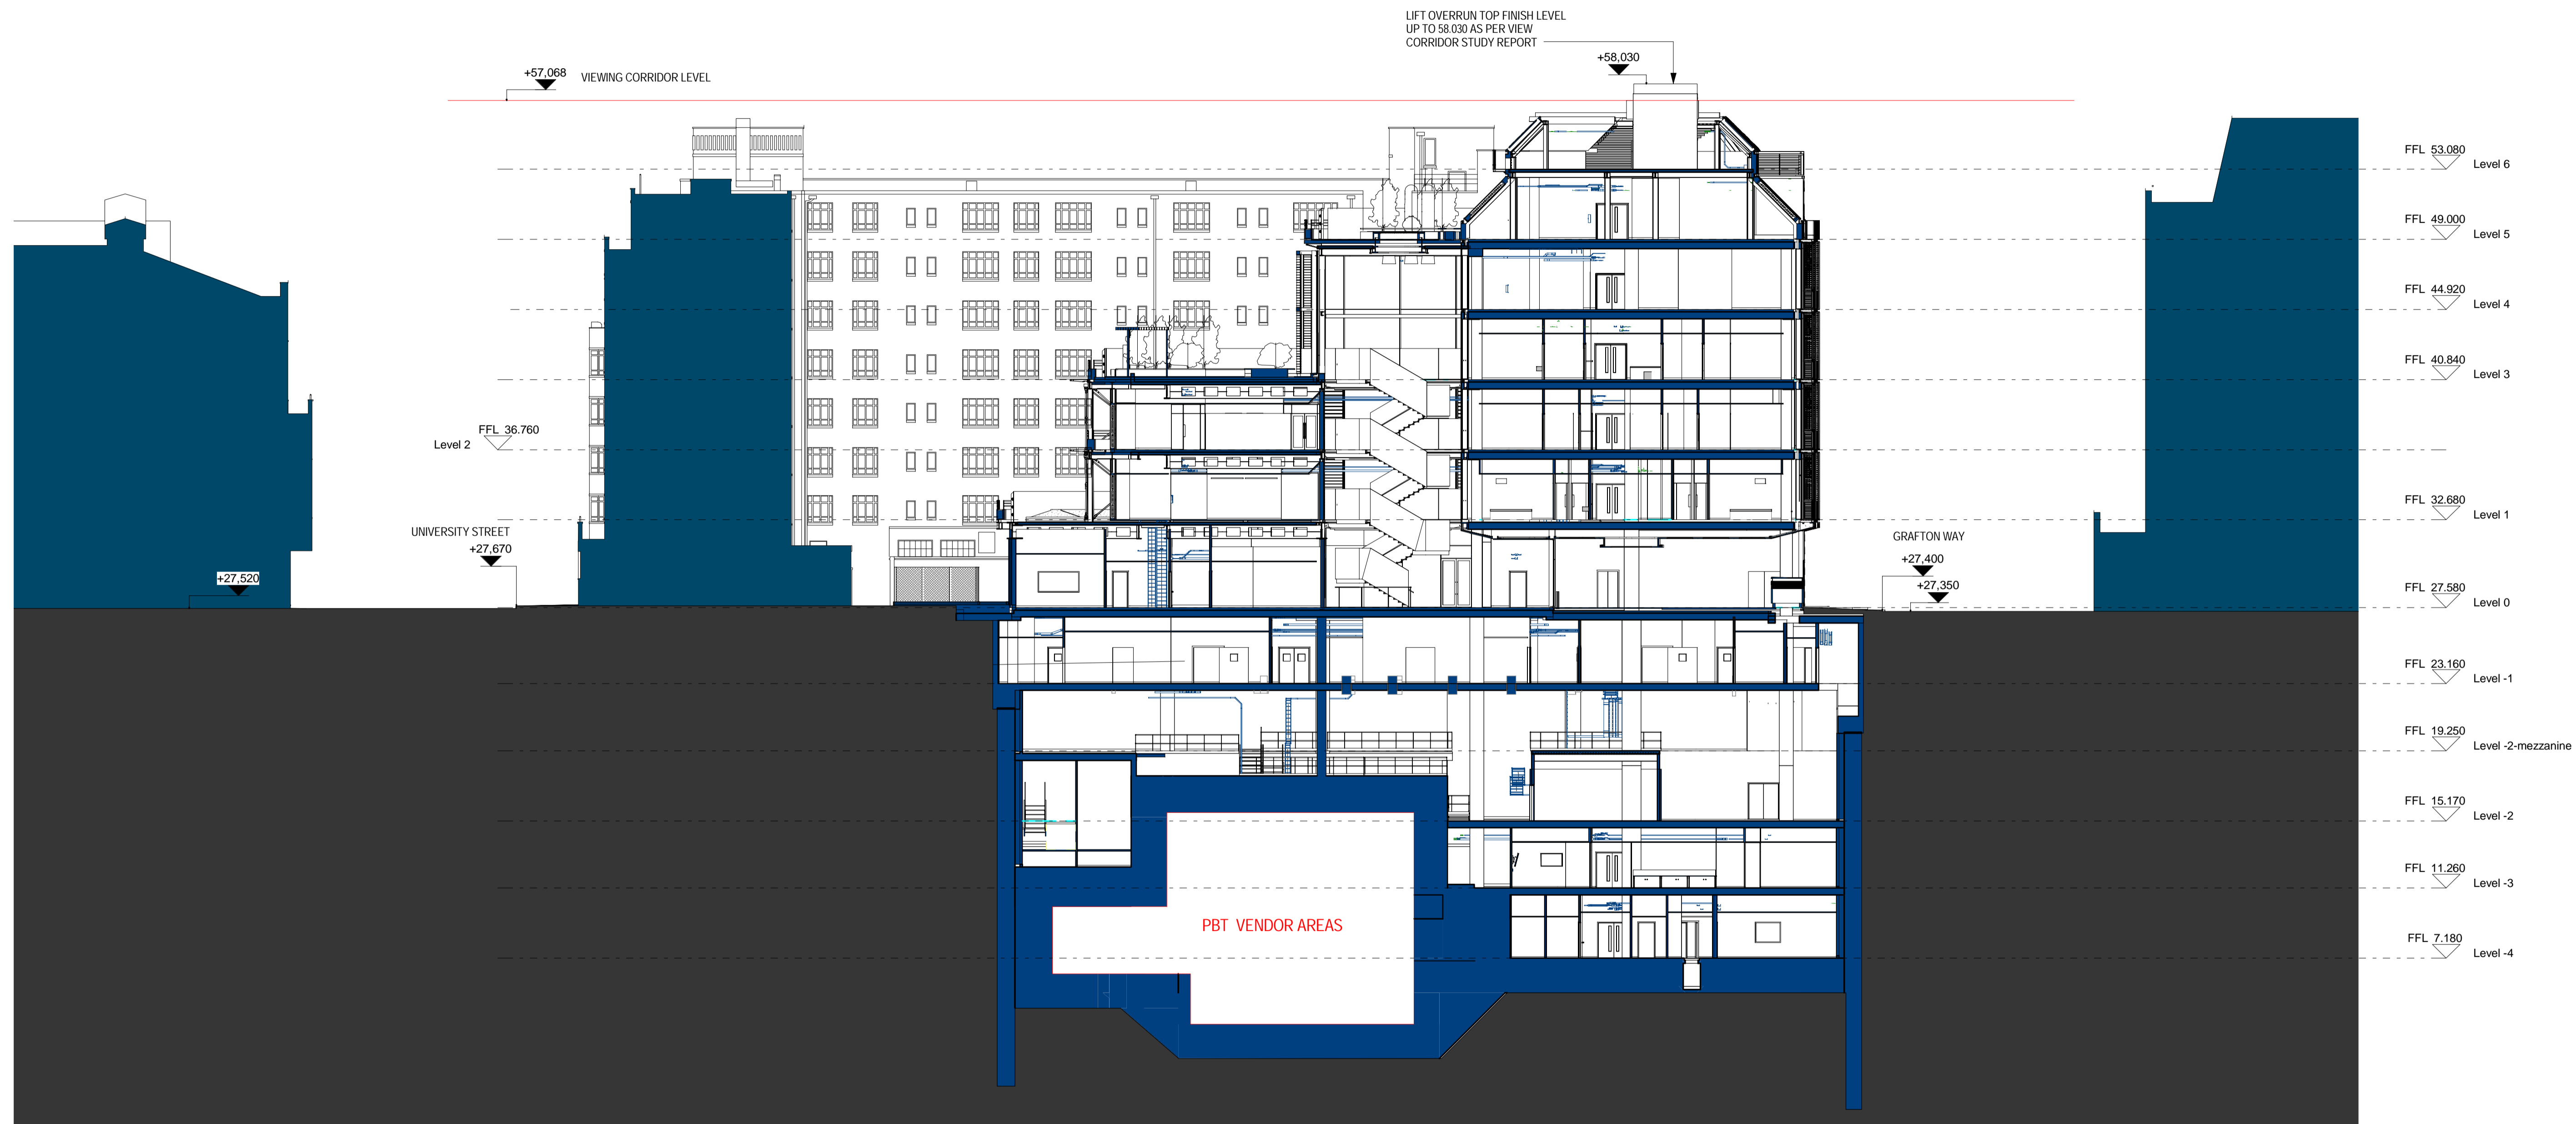 LIFT OVERRUN TOP FINISH LEVEL
UP TO 58.030 AS PER VIEW
CORRIDOR STUDY REPORT
+58,030
+57,068 VIEWING CORRIDOR LEVEL
FFL 53.080
Level 6
FFL 49.000
Level 5
FFL 44.920
Level 4
FFL 40.840
Level 3
FFL 36.760
Level 2
FFL 32.680
Level 1
UNIVERSITY STREET
+27,670
GRAFTON WAY
+27,400
+27,350
+27,520
FFL 27.580
Level 0
FFL 23.160
Level -1
FFL 19.250
Level -2-mezzanine
FFL 15.170
Level -2
FFL 11.260
Level -3
PBT VENDOR AREAS
FFL 7.180
Level -4